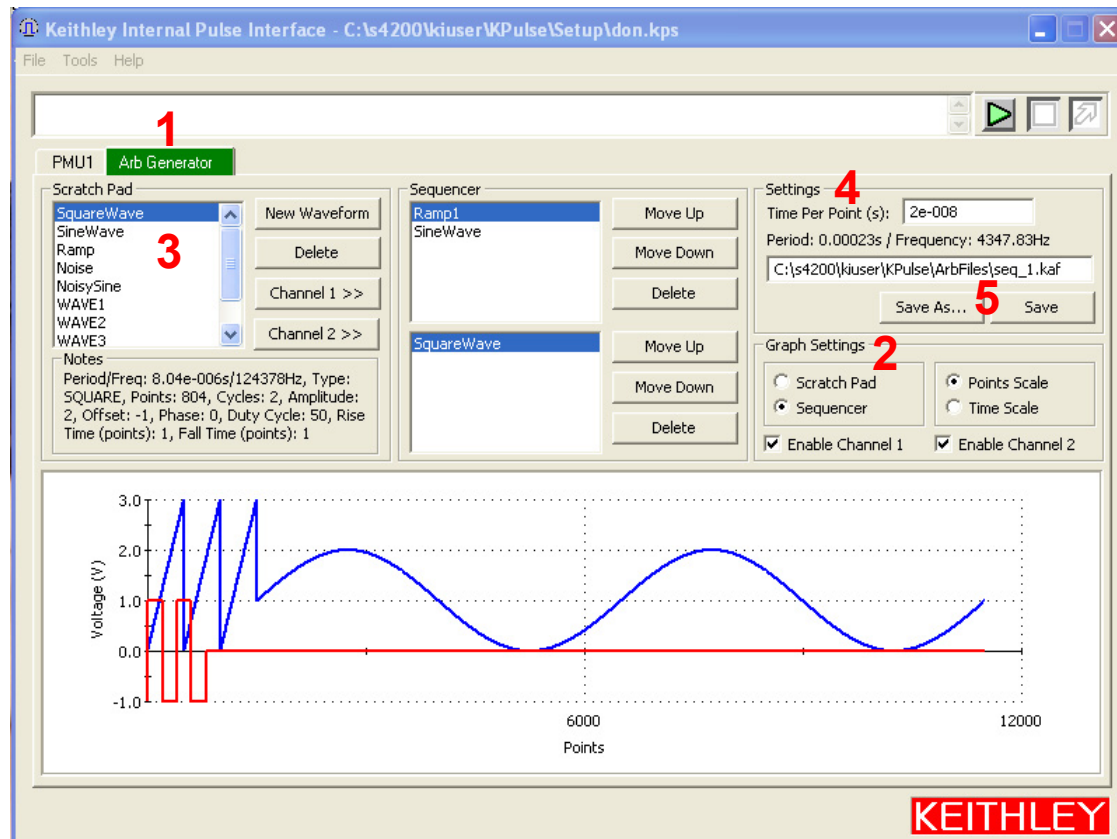 Keithley Internal Pulse Interface - C:\s4200\kiuser\KPulse\Setup\don.kps
File Tools Help
1
PMU1 Arb Generator
Scratch Pad
SquareWave
SineWave
Ramp
Noise
NoisySine
WAVE1
WAVE2
WAVE3
3
New Waveform
Delete
Channel 1 >>
Channel 2 >>
Notes
Period/Freq: 8.04e-006s/124378Hz, Type:
SQUARE, Points: 804, Cycles: 2, Amplitude:
2, Offset: -1, Phase: 0, Duty Cycle: 50, Rise
Time (points): 1, Fall Time (points): 1
Sequencer
Ramp1
SineWave
Move Up
Move Down
Delete
SquareWave
Move Up
Move Down
Delete
Settings 4
Time Per Point (s): 2e-008
Period: 0.00023s / Frequency: 4347.83Hz
C:\s4200\kiuser\KPulse\ArbFiles\seq_1.kaf
Save As... 5 Save
Graph Settings 2
Scratch Pad
Sequencer
Points Scale
Time Scale
Enable Channel 1
Enable Channel 2
Voltage (V)
3.0
2.0
1.0
0.0
-1.0
6000
12000
Points
KEITHLEY